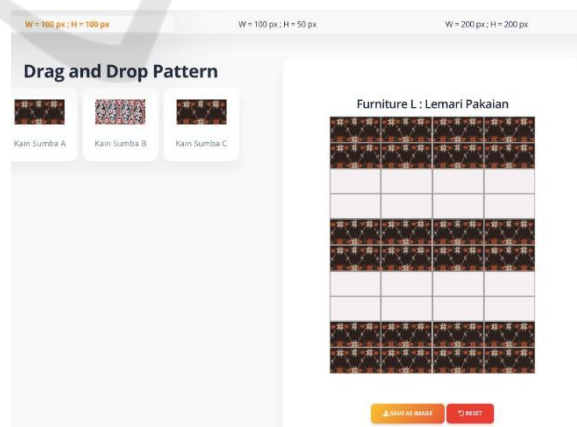 W = 100 px ; H = 100 px
W = 100 px ; H = 50 px
W = 200 px ; H = 200 px
Drag and Drop Pattern
Kain Sumba A
Kain Sumba B
Kain Sumba C
Furniture L : Lemari Pakaian
SAVE AS IMAGE
RESET